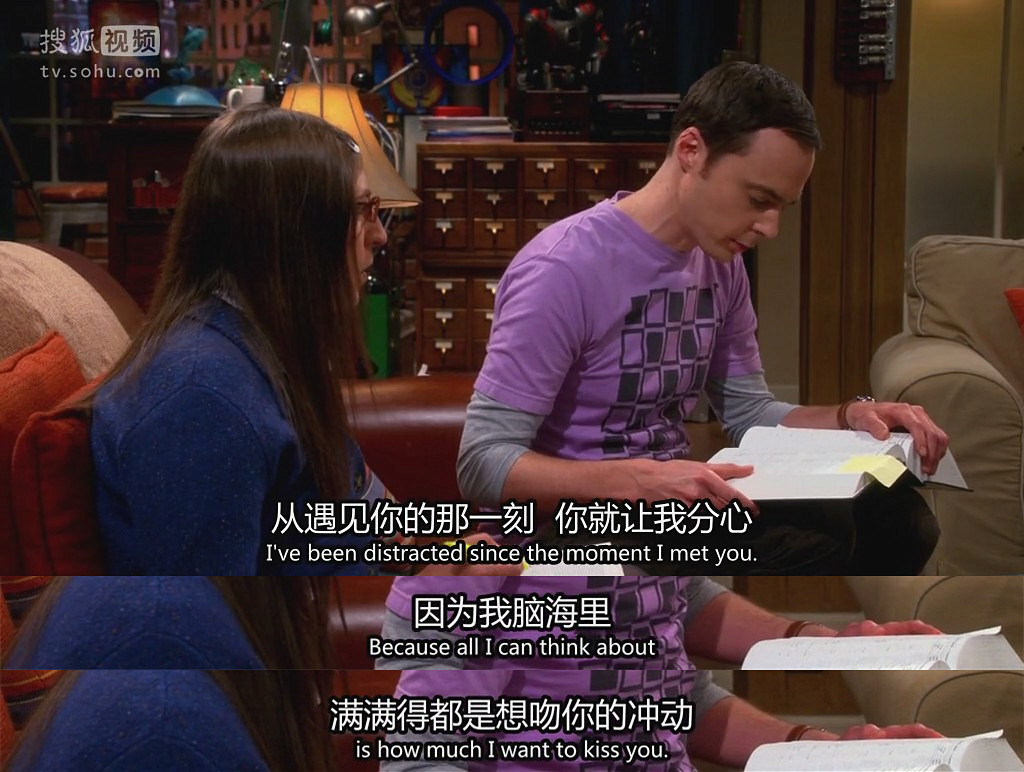 搜狐视频
tv.sohu.com
从遇见你的那一刻 你就让我分心
I've been distracted since the moment I met you.
因为我脑海里
Because all I can think about
满满得都是想吻你的冲动
is how much I want to kiss you.